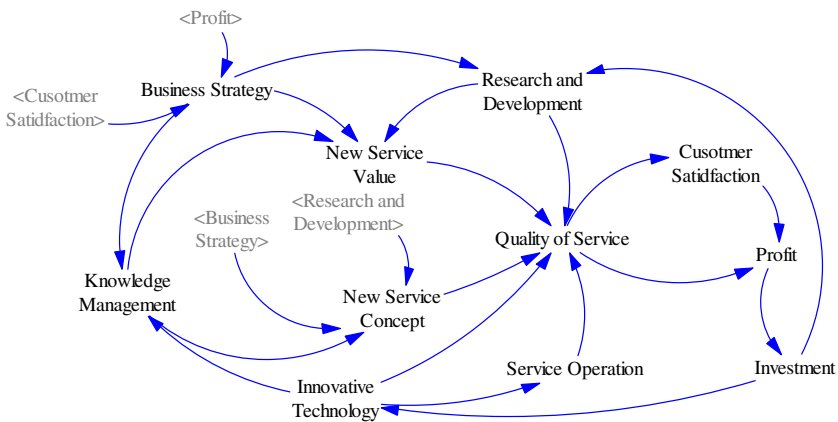 <Profit>
Business Strategy
<Cusotmer
Satidfaction>
Research and
Development
New Service
Value
Cusotmer
Satidfaction
<Research and
Development>
<Business
Strategy>
Quality of Service
Profit
Knowledge
Management
New Service
Concept
Service Operation
Investment
Innovative
Technology